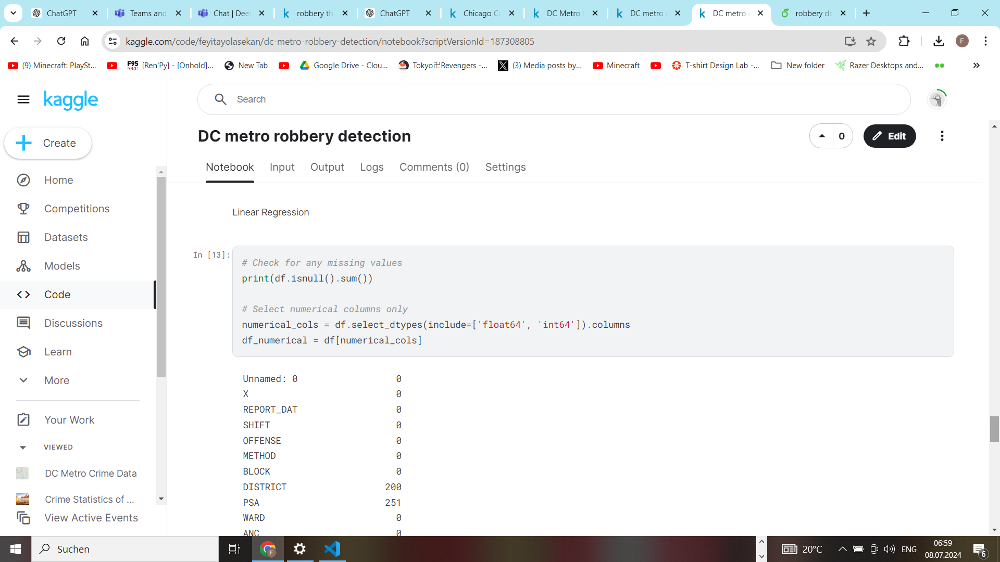 ChatGPT
Teams and
Chat | Deer
robbery the
ChatGPT
Chicago Cr
DC Metro
DC metro
DC metro
robbery de
kaggle.com/code/feyitayolasekan/dc-metro-robbery-detection/notebook?scriptVersionId=187308805
F
(9) Minecraft: PlaySt...
F95 ZONE [Ren'Py] - [Onhold]...
New Tab
Google Drive - Clou...
Tokyo卍Revengers -...
(3) Media posts by...
Minecraft
T-shirt Design Lab -...
New folder
Razer Desktops and...
kaggle
Search
Create
DC metro robbery detection
0
Edit
Notebook
Input
Output
Logs
Comments (0)
Settings
Home
Competitions
Datasets
Models
Code
Discussions
Learn
More
Your Work
VIEWED
DC Metro Crime Data
Crime Statistics of ...
View Active Events
Linear Regression
In [13]:
# Check for any missing values
print(df.isnull().sum())
# Select numerical columns only
numerical_cols = df.select_dtypes(include=['float64', 'int64']).columns
df_numerical = df[numerical_cols]
Unnamed: 0 0
X 0
REPORT_DAT 0
SHIFT 0
OFFENSE 0
METHOD 0
BLOCK 0
DISTRICT 200
PSA 251
WARD 0
ANC 0
Suchen
F
20°C
ENG
06:59
08.07.2024
6